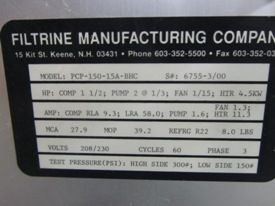 FILTRINE MANUFACTURING COMPAN
15 Kit St. Keene, N.H. 03431 • Phone 603-352-5500 • Fax 603-352-03
MODEL: PCP-150-15A-BHC S#: 6755-3/00
HP: COMP 1 1/2; PUMP 2 @ 1/3; FAN 1/15; HTR 4.5KW
FAN 1.3;
AMP: COMP RLA 9.3; LRA 58.0; PUMP 1.6; HTR 11.3
MCA 27.9 MOP 39.2 REFRG R22 8.0 LBS
VOLTS 208/230 CYCLES 60 PHASE 3
TEST PRESSURE(PSI): HIGH SIDE 300#; LOW SIDE 150#